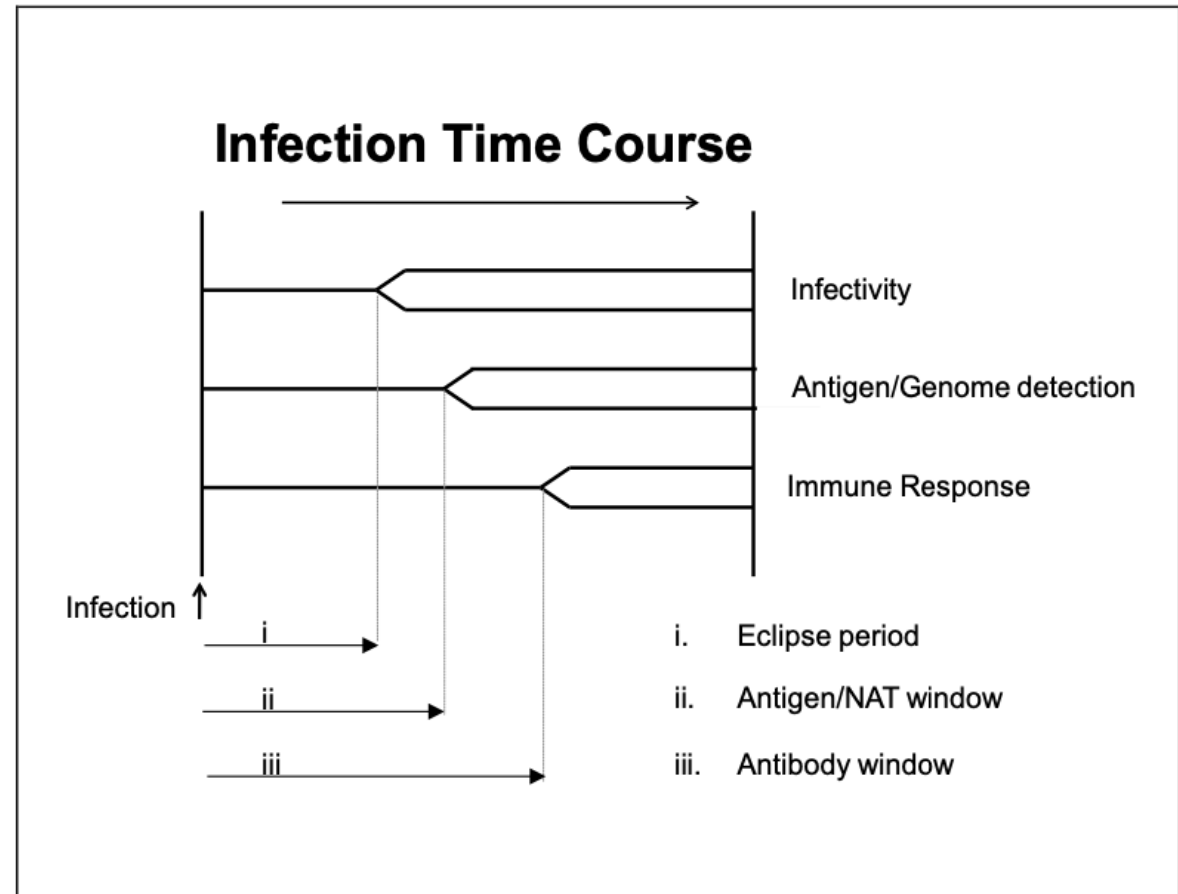 Infection Time Course
Infectivity
Antigen/Genome detection
Immune Response
Infection
i
ii
iii
i. Eclipse period
ii. Antigen/NAT window
iii. Antibody window